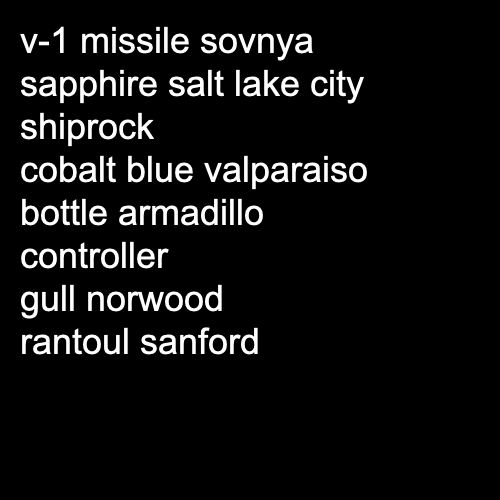 v-1 missile sovnya
sapphire salt lake city
shiprock
cobalt blue valparaiso
bottle armadillo
controller
gull norwood
rantoul sanford